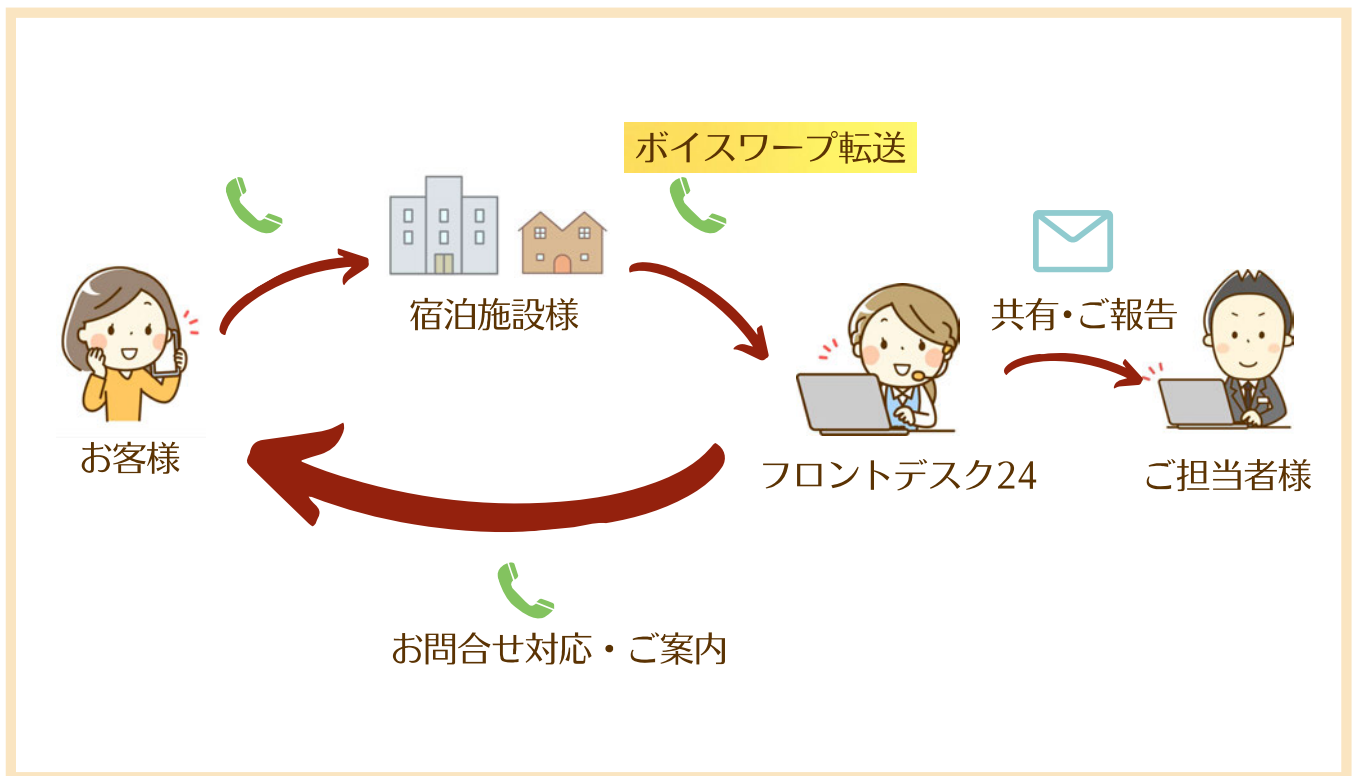 ボイスワープ転送
宿泊施設様
共有・ご報告
お客様
フロントデスク24
ご担当者様
お問合せ対応・ご案内